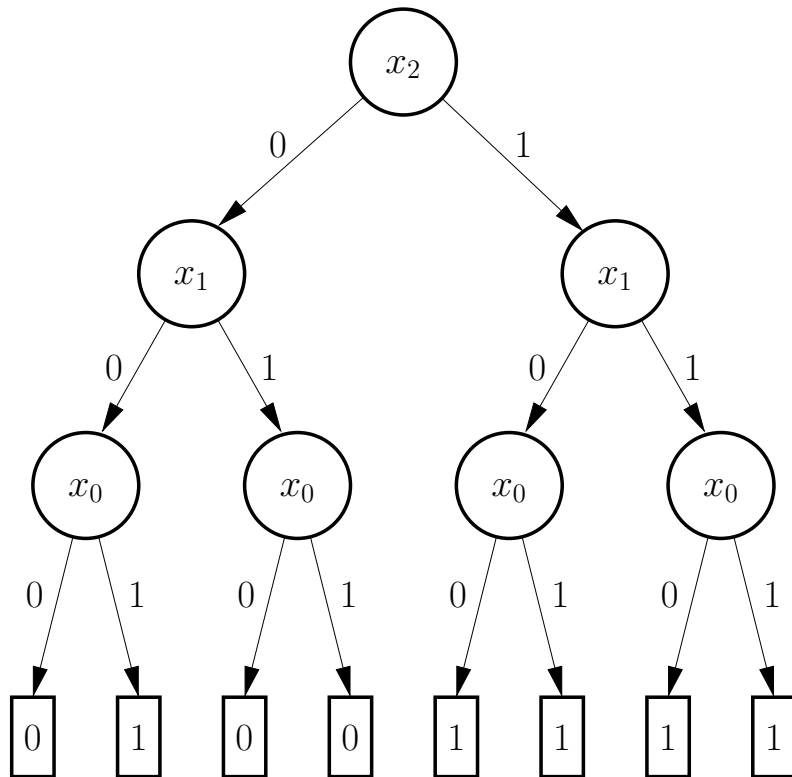 x₂
0 1
x₁ x₁
0 1 0 1
x₀ x₀ x₀ x₀
0 1 0 1 0 1 0 1
0 1 0 0 1 1 1 1